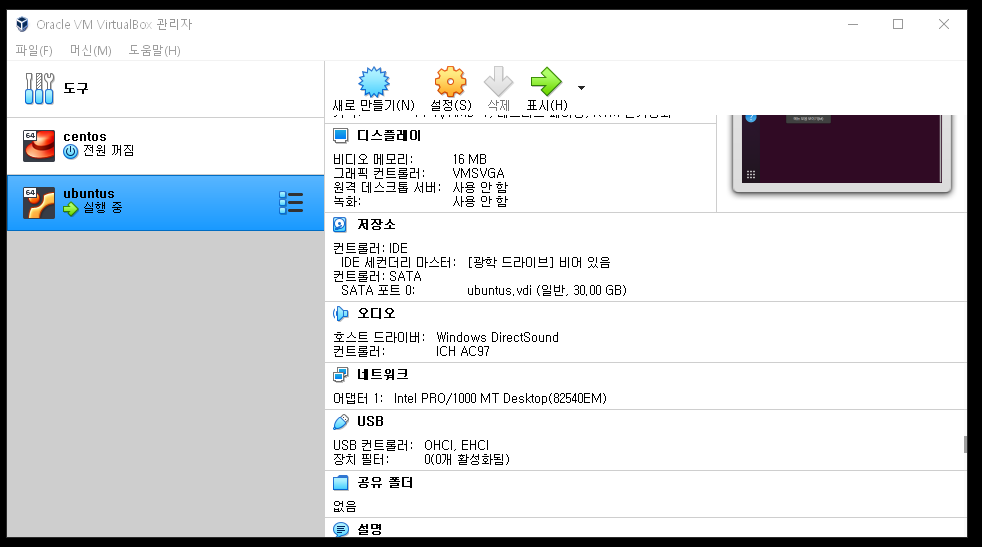 Oracle VM VirtualBox 관리자
파일(F) 머신(M) 도움말(H)
도구
새로 만들기(N) 설정(S) 삭제 표시(H)
64 centos
전원 꺼짐
64 ubuntus
실행 중
디스플레이
비디오 메모리: 16 MB
그래픽 컨트롤러: VMSVGA
원격 데스크톱 서버: 사용 안 함
녹화: 사용 안 함
저장소
컨트롤러: IDE
IDE 세컨더리 마스터: [광학 드라이브] 비어 있음
컨트롤러: SATA
SATA 포트 0: ubuntus.vdi (일반, 30.00 GB)
오디오
호스트 드라이버: Windows DirectSound
컨트롤러: ICH AC97
네트워크
어댑터 1: Intel PRO/1000 MT Desktop(82540EM)
USB
USB 컨트롤러: OHCI, EHCI
장치 필터: 0(0개 활성화됨)
공유 폴더
없음
설명